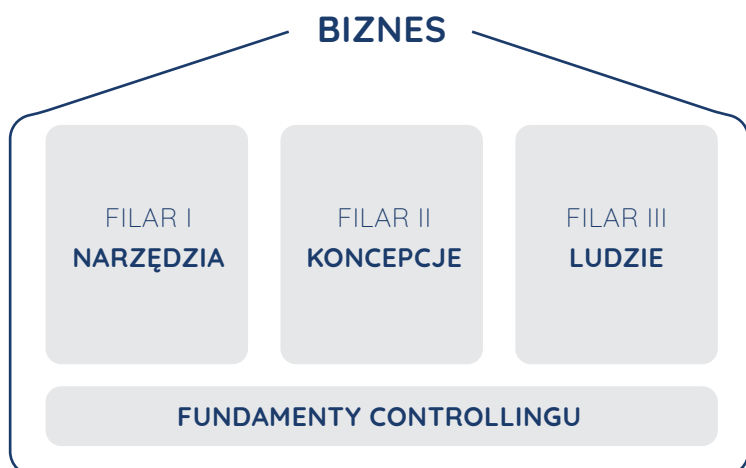 BIZNES
FILAR I
NARZĘDZIA
FILAR II
KONCEPCJE
FILAR III
LUDZIE
FUNDAMENTY CONTROLLINGU